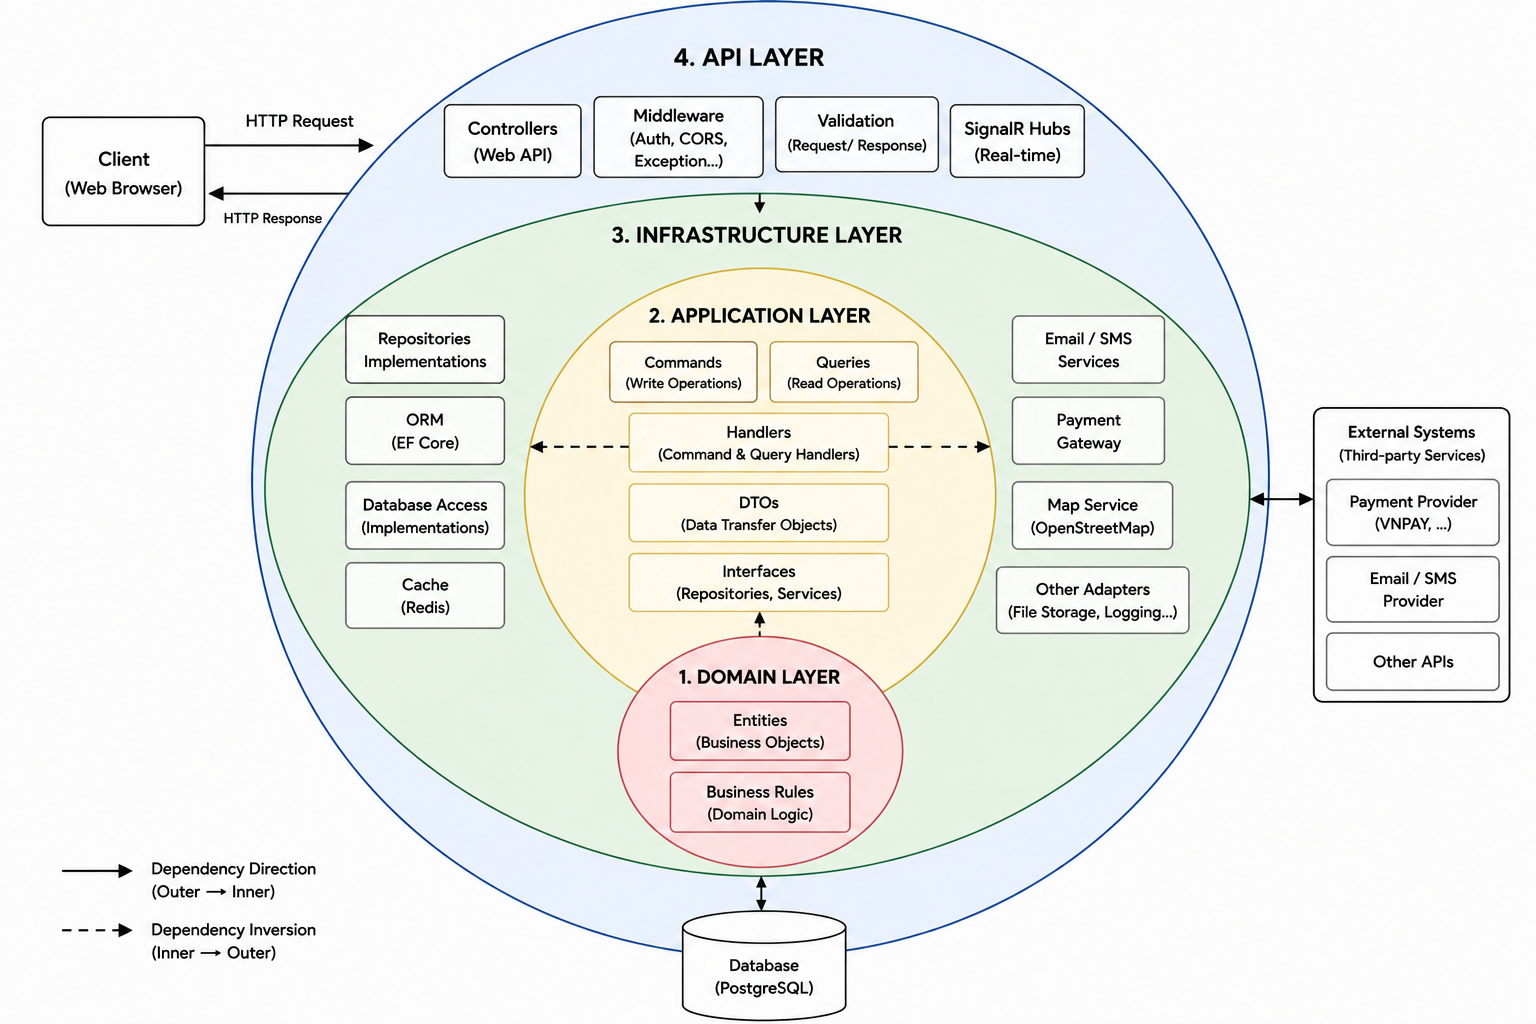 4. API LAYER
Client
(Web Browser)
HTTP Request
HTTP Response
Controllers
(Web API)
Middleware
(Auth, CORS,
Exception...)
Validation
(Request/ Response)
SignalR Hubs
(Real-time)
3. INFRASTRUCTURE LAYER
Repositories
Implementations
ORM
(EF Core)
Database Access
(Implementations)
Cache
(Redis)
2. APPLICATION LAYER
Commands
(Write Operations)
Queries
(Read Operations)
Handlers
(Command & Query Handlers)
DTOs
(Data Transfer Objects)
Interfaces
(Repositories, Services)
Email / SMS
Services
Payment
Gateway
Map Service
(OpenStreetMap)
Other Adapters
(File Storage, Logging...)
External Systems
(Third-party Services)
Payment Provider
(VNPAY, ...)
Email / SMS
Provider
Other APIs
1. DOMAIN LAYER
Entities
(Business Objects)
Business Rules
(Domain Logic)
Dependency Direction
(Outer → Inner)
Dependency Inversion
(Inner → Outer)
Database
(PostgreSQL)